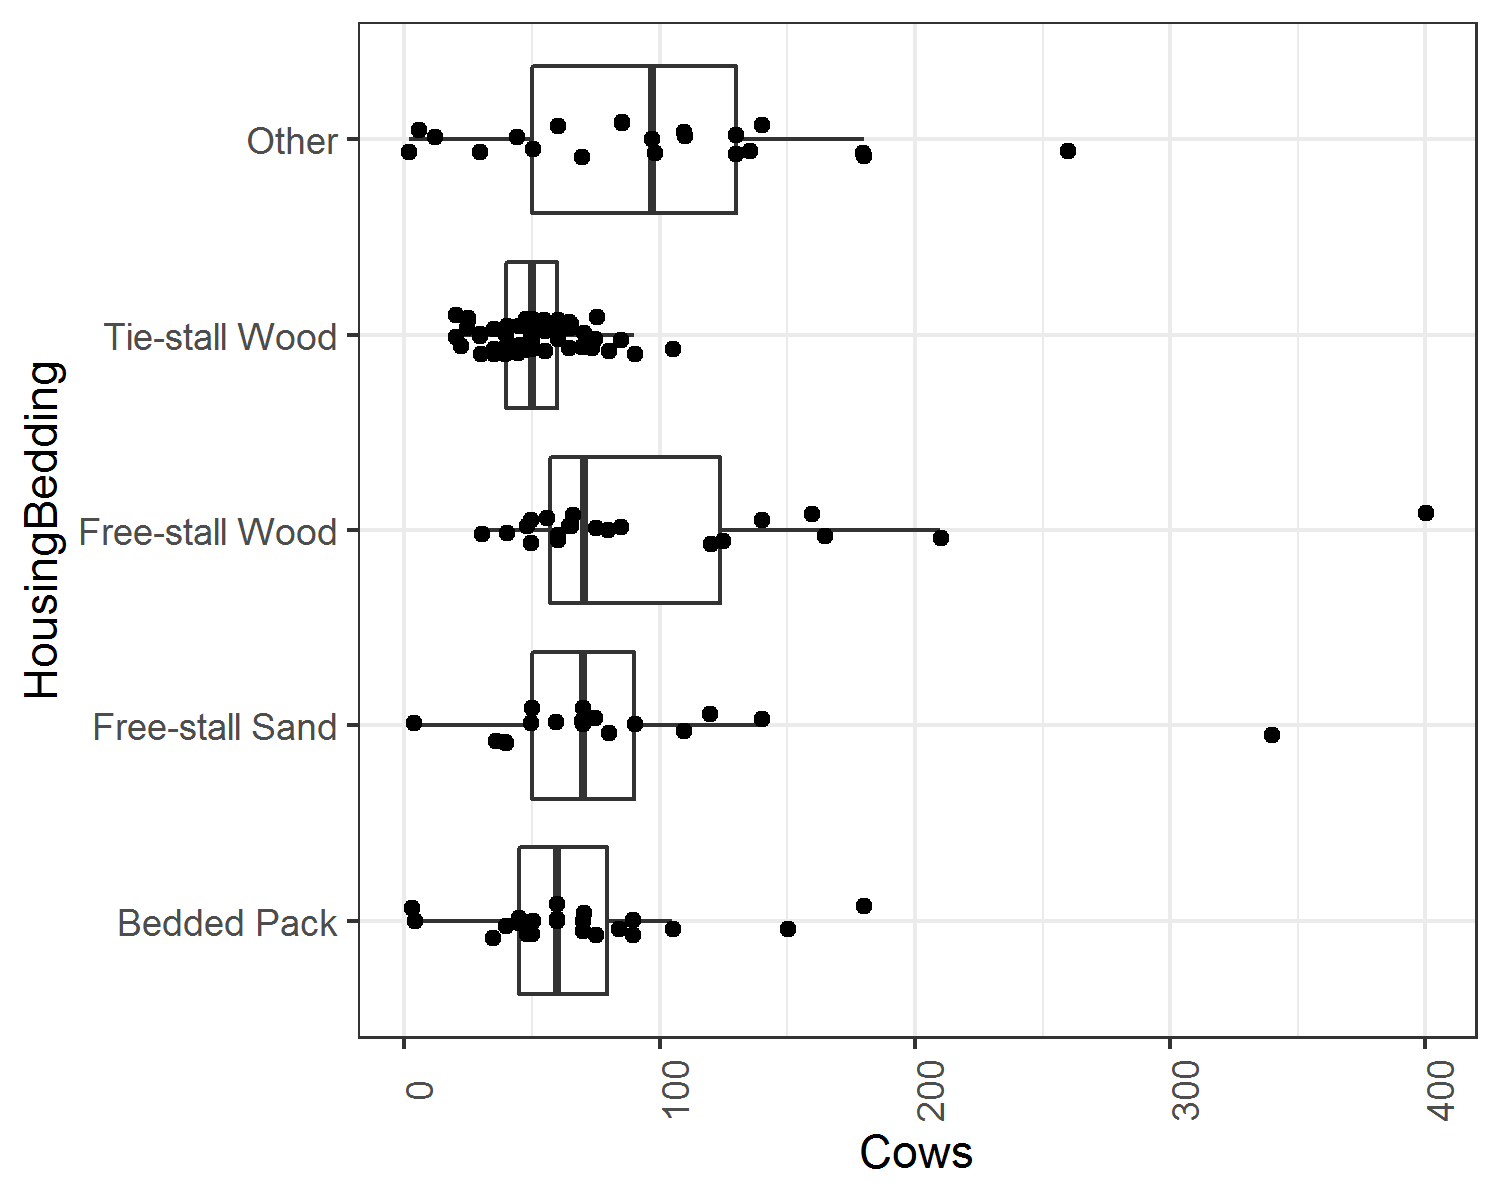 HousingBedding
Other
Tie-stall Wood
Free-stall Wood
Free-stall Sand
Bedded Pack
0
100
200
300
400
Cows